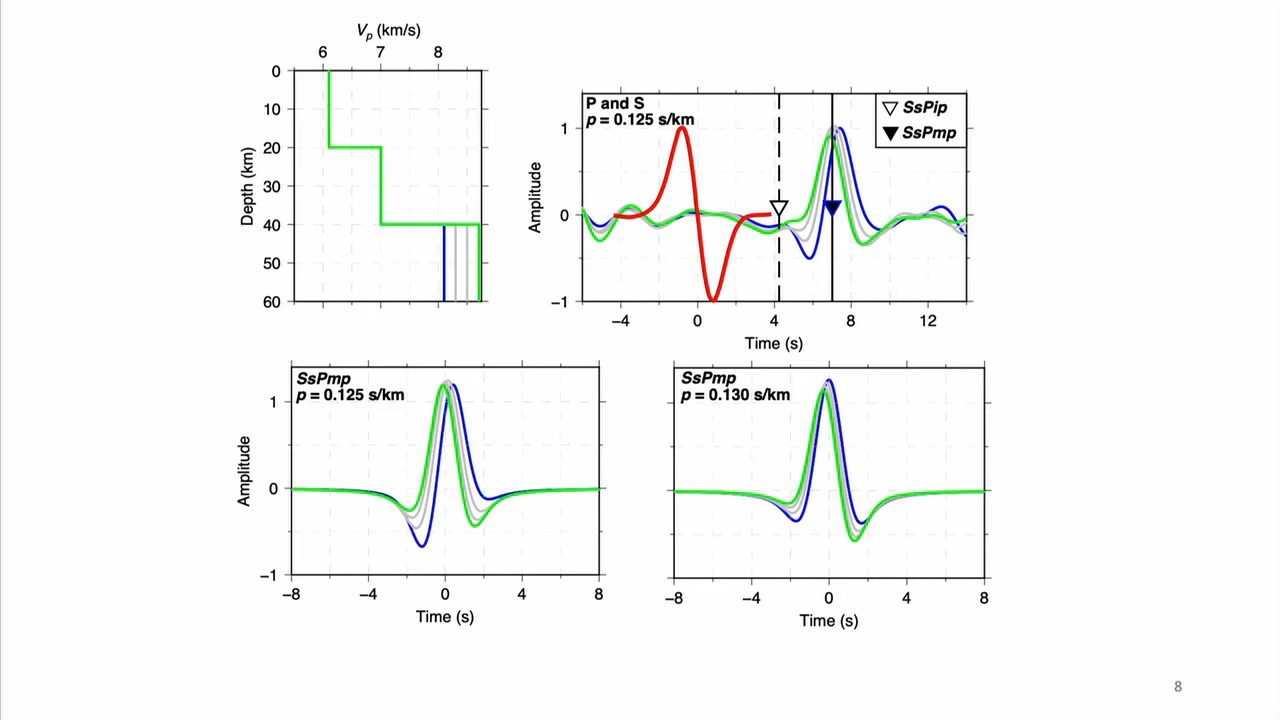 Vp (km/s)
6 7 8
0
10
20
30
40
50
60
Depth (km)
P and S
p = 0.125 s/km
SsPip
SsPmp
1
0
−1
Amplitude
−4 0 4 8 12
Time (s)
SsPmp
p = 0.125 s/km
1
0
−1
Amplitude
−8 −4 0 4 8
Time (s)
SsPmp
p = 0.130 s/km
−8 −4 0 4 8
Time (s)
8